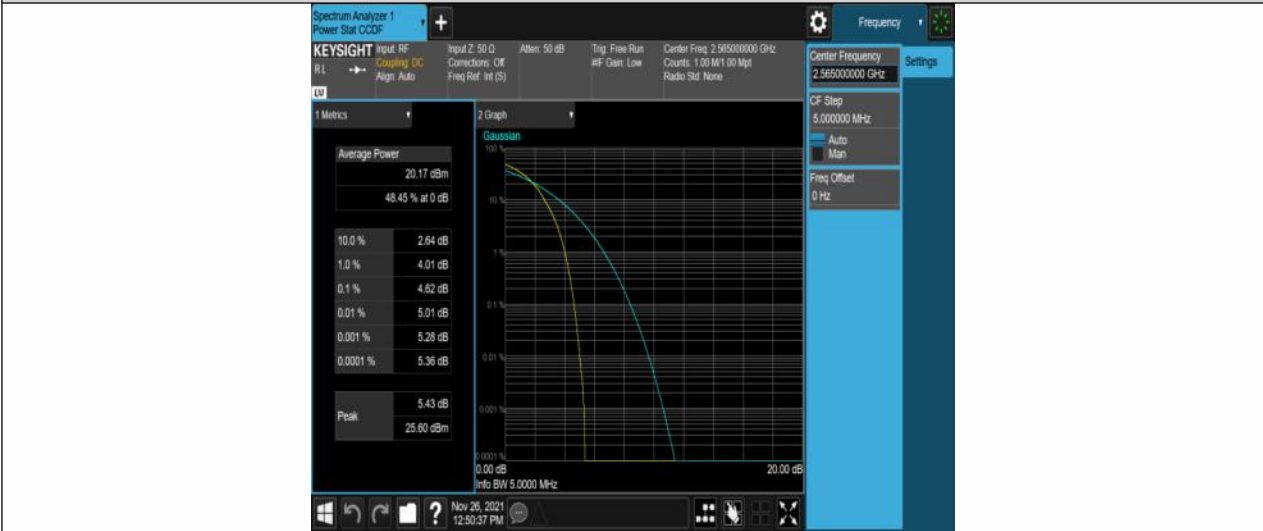 Spectrum Analyzer 1
Power Stat CCDF
+
Frequency
KEYSIGHT
Input: RF
Coupling: DC
Align: Auto
R L
LV
Input Z: 50 Ω
Corrections: Off
Freq Ref: Int (S)
Atten: 50 dB
Trig: Free Run
#IF Gain: Low
Center Freq: 2.565000000 GHz
Counts: 1.00 M/1.00 Mpt
Radio Std: None
Center Frequency
2.565000000 GHz
Settings
CF Step
5.000000 MHz
Auto
Man
Freq Offset
0 Hz
1 Metrics
Average Power
20.17 dBm
48.45 % at 0 dB
10.0 % 2.64 dB
1.0 % 4.01 dB
0.1 % 4.62 dB
0.01 % 5.01 dB
0.001 % 5.28 dB
0.0001 % 5.36 dB
Peak
5.43 dB
25.60 dBm
2 Graph
Gaussian
100 %
10 %
1 %
0.1 %
0.01 %
0.001 %
0.0001 %
0.00 dB 20.00 dB
Info BW 5.0000 MHz
?
Nov 26, 2021
12:50:37 PM